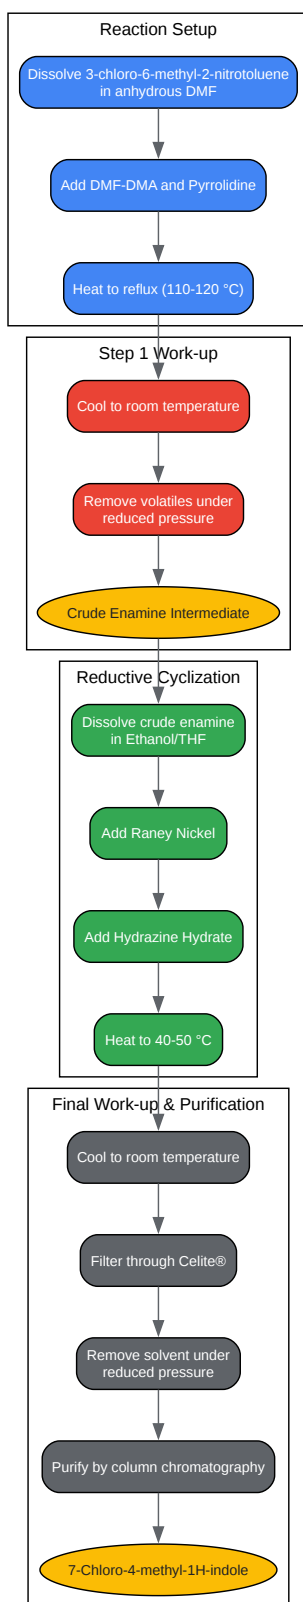 Reaction Setup
Dissolve 3-chloro-6-methyl-2-nitrotoluene
in anhydrous DMF
Add DMF-DMA and Pyrrolidine
Heat to reflux (110-120 °C)
Step 1 Work-up
Cool to room temperature
Remove volatiles under
reduced pressure
Crude Enamine Intermediate
Reductive Cyclization
Dissolve crude enamine
in Ethanol/THF
Add Raney Nickel
Add Hydrazine Hydrate
Heat to 40-50 °C
Final Work-up & Purification
Cool to room temperature
Filter through Celite®
Remove solvent under
reduced pressure
Purify by column chromatography
7-Chloro-4-methyl-1H-indole